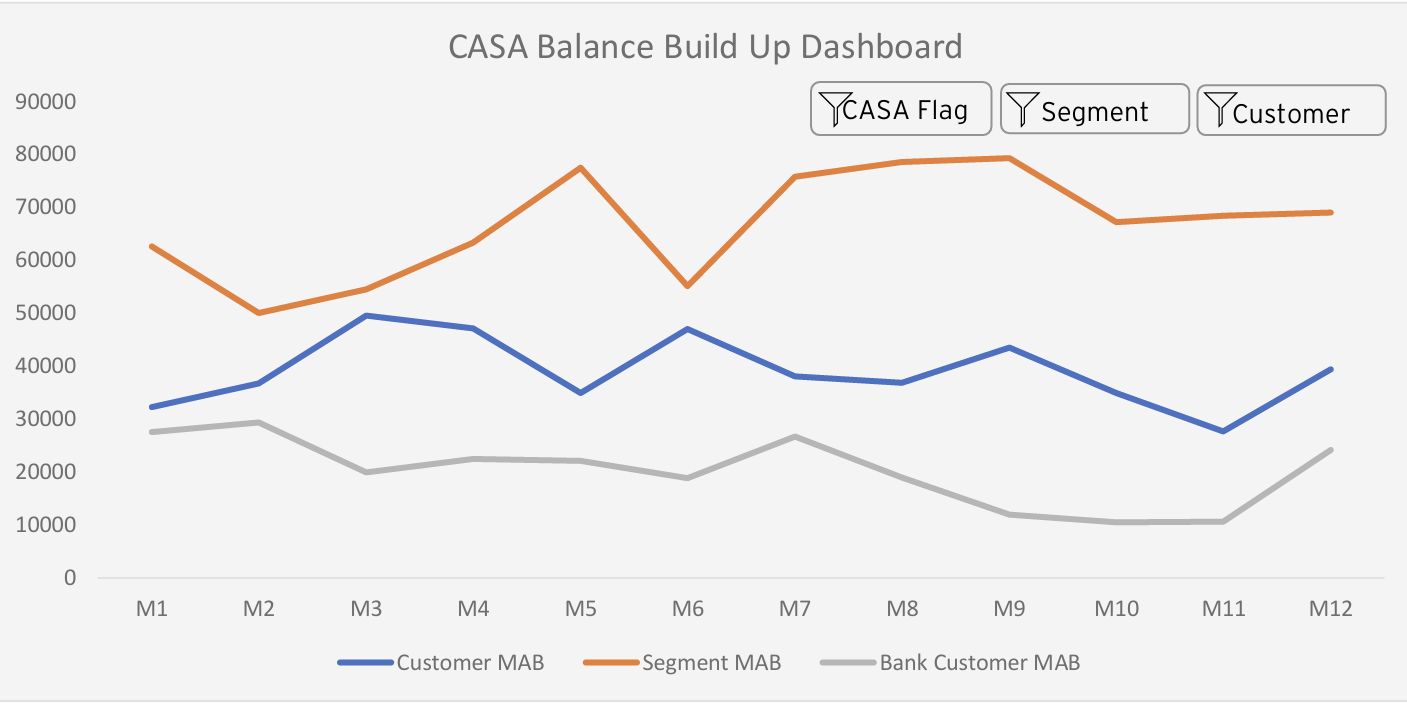 CASA Balance Build Up Dashboard
CASA Flag Segment Customer
90000
80000
70000
60000
50000
40000
30000
20000
10000
0
M1 M2 M3 M4 M5 M6 M7 M8 M9 M10 M11 M12
Customer MAB Segment MAB Bank Customer MAB